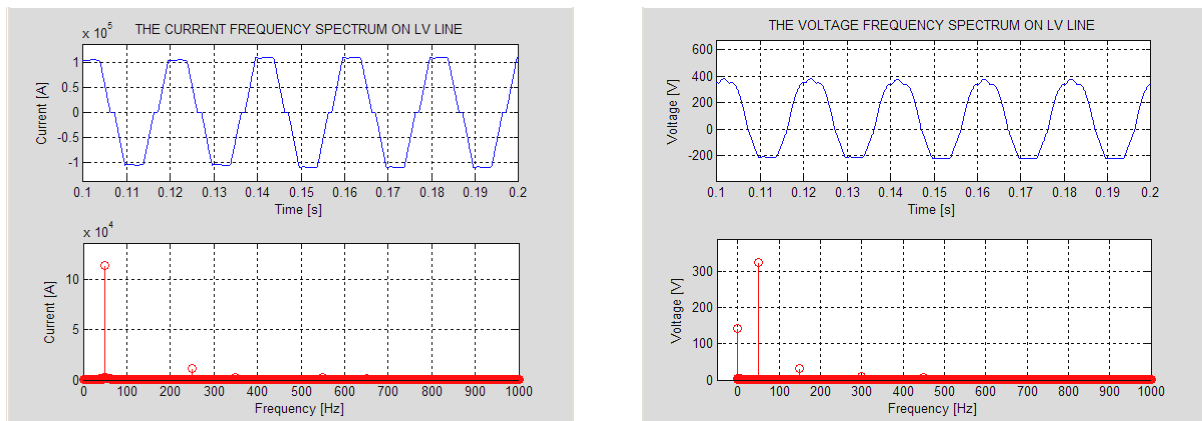 THE CURRENT FREQUENCY SPECTRUM ON LV LINE
x 10^5
Current [A]
1
0.5
0
-0.5
-1
0.1 0.11 0.12 0.13 0.14 0.15 0.16 0.17 0.18 0.19 0.2
Time [s]
x 10^4
Current [A]
10
5
0
0 100 200 300 400 500 600 700 800 900 1000
Frequency [Hz]
THE VOLTAGE FREQUENCY SPECTRUM ON LV LINE
Voltage [V]
600
400
200
0
-200
0.1 0.11 0.12 0.13 0.14 0.15 0.16 0.17 0.18 0.19 0.2
Time [s]
Voltage [V]
300
200
100
0
0 100 200 300 400 500 600 700 800 900 1000
Frequency [Hz]